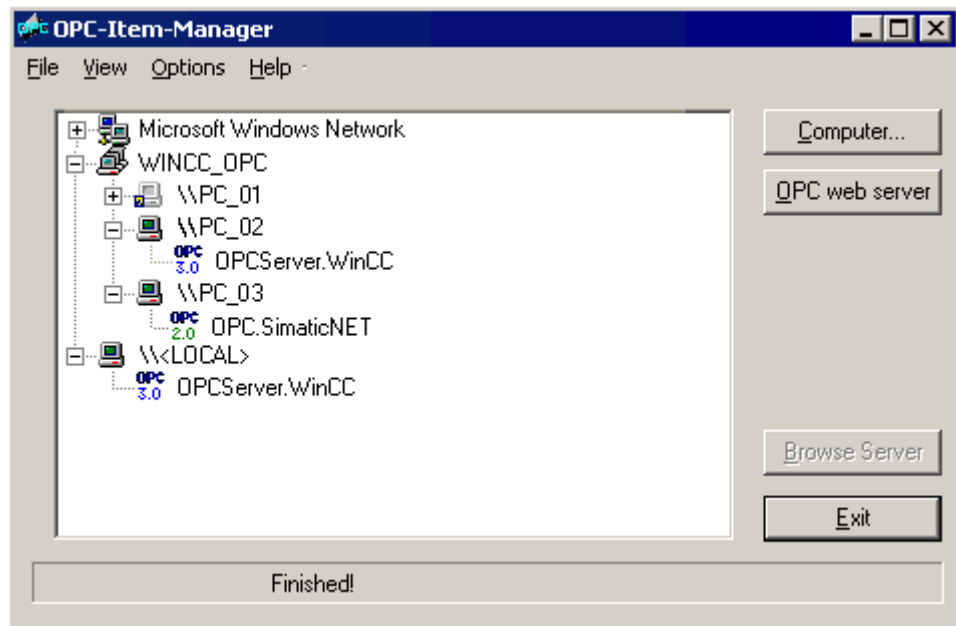 OPC OPC-Item-Manager
File View Options Help
Microsoft Windows Network
WINCC_OPC
\\PC_01
\\PC_02
OPC 3.0 OPCServer.WinCC
\\PC_03
OPC 2.0 OPC.SimaticNET
\\<LOCAL>
OPC 3.0 OPCServer.WinCC
Computer...
OPC web server
Browse Server
Exit
Finished!